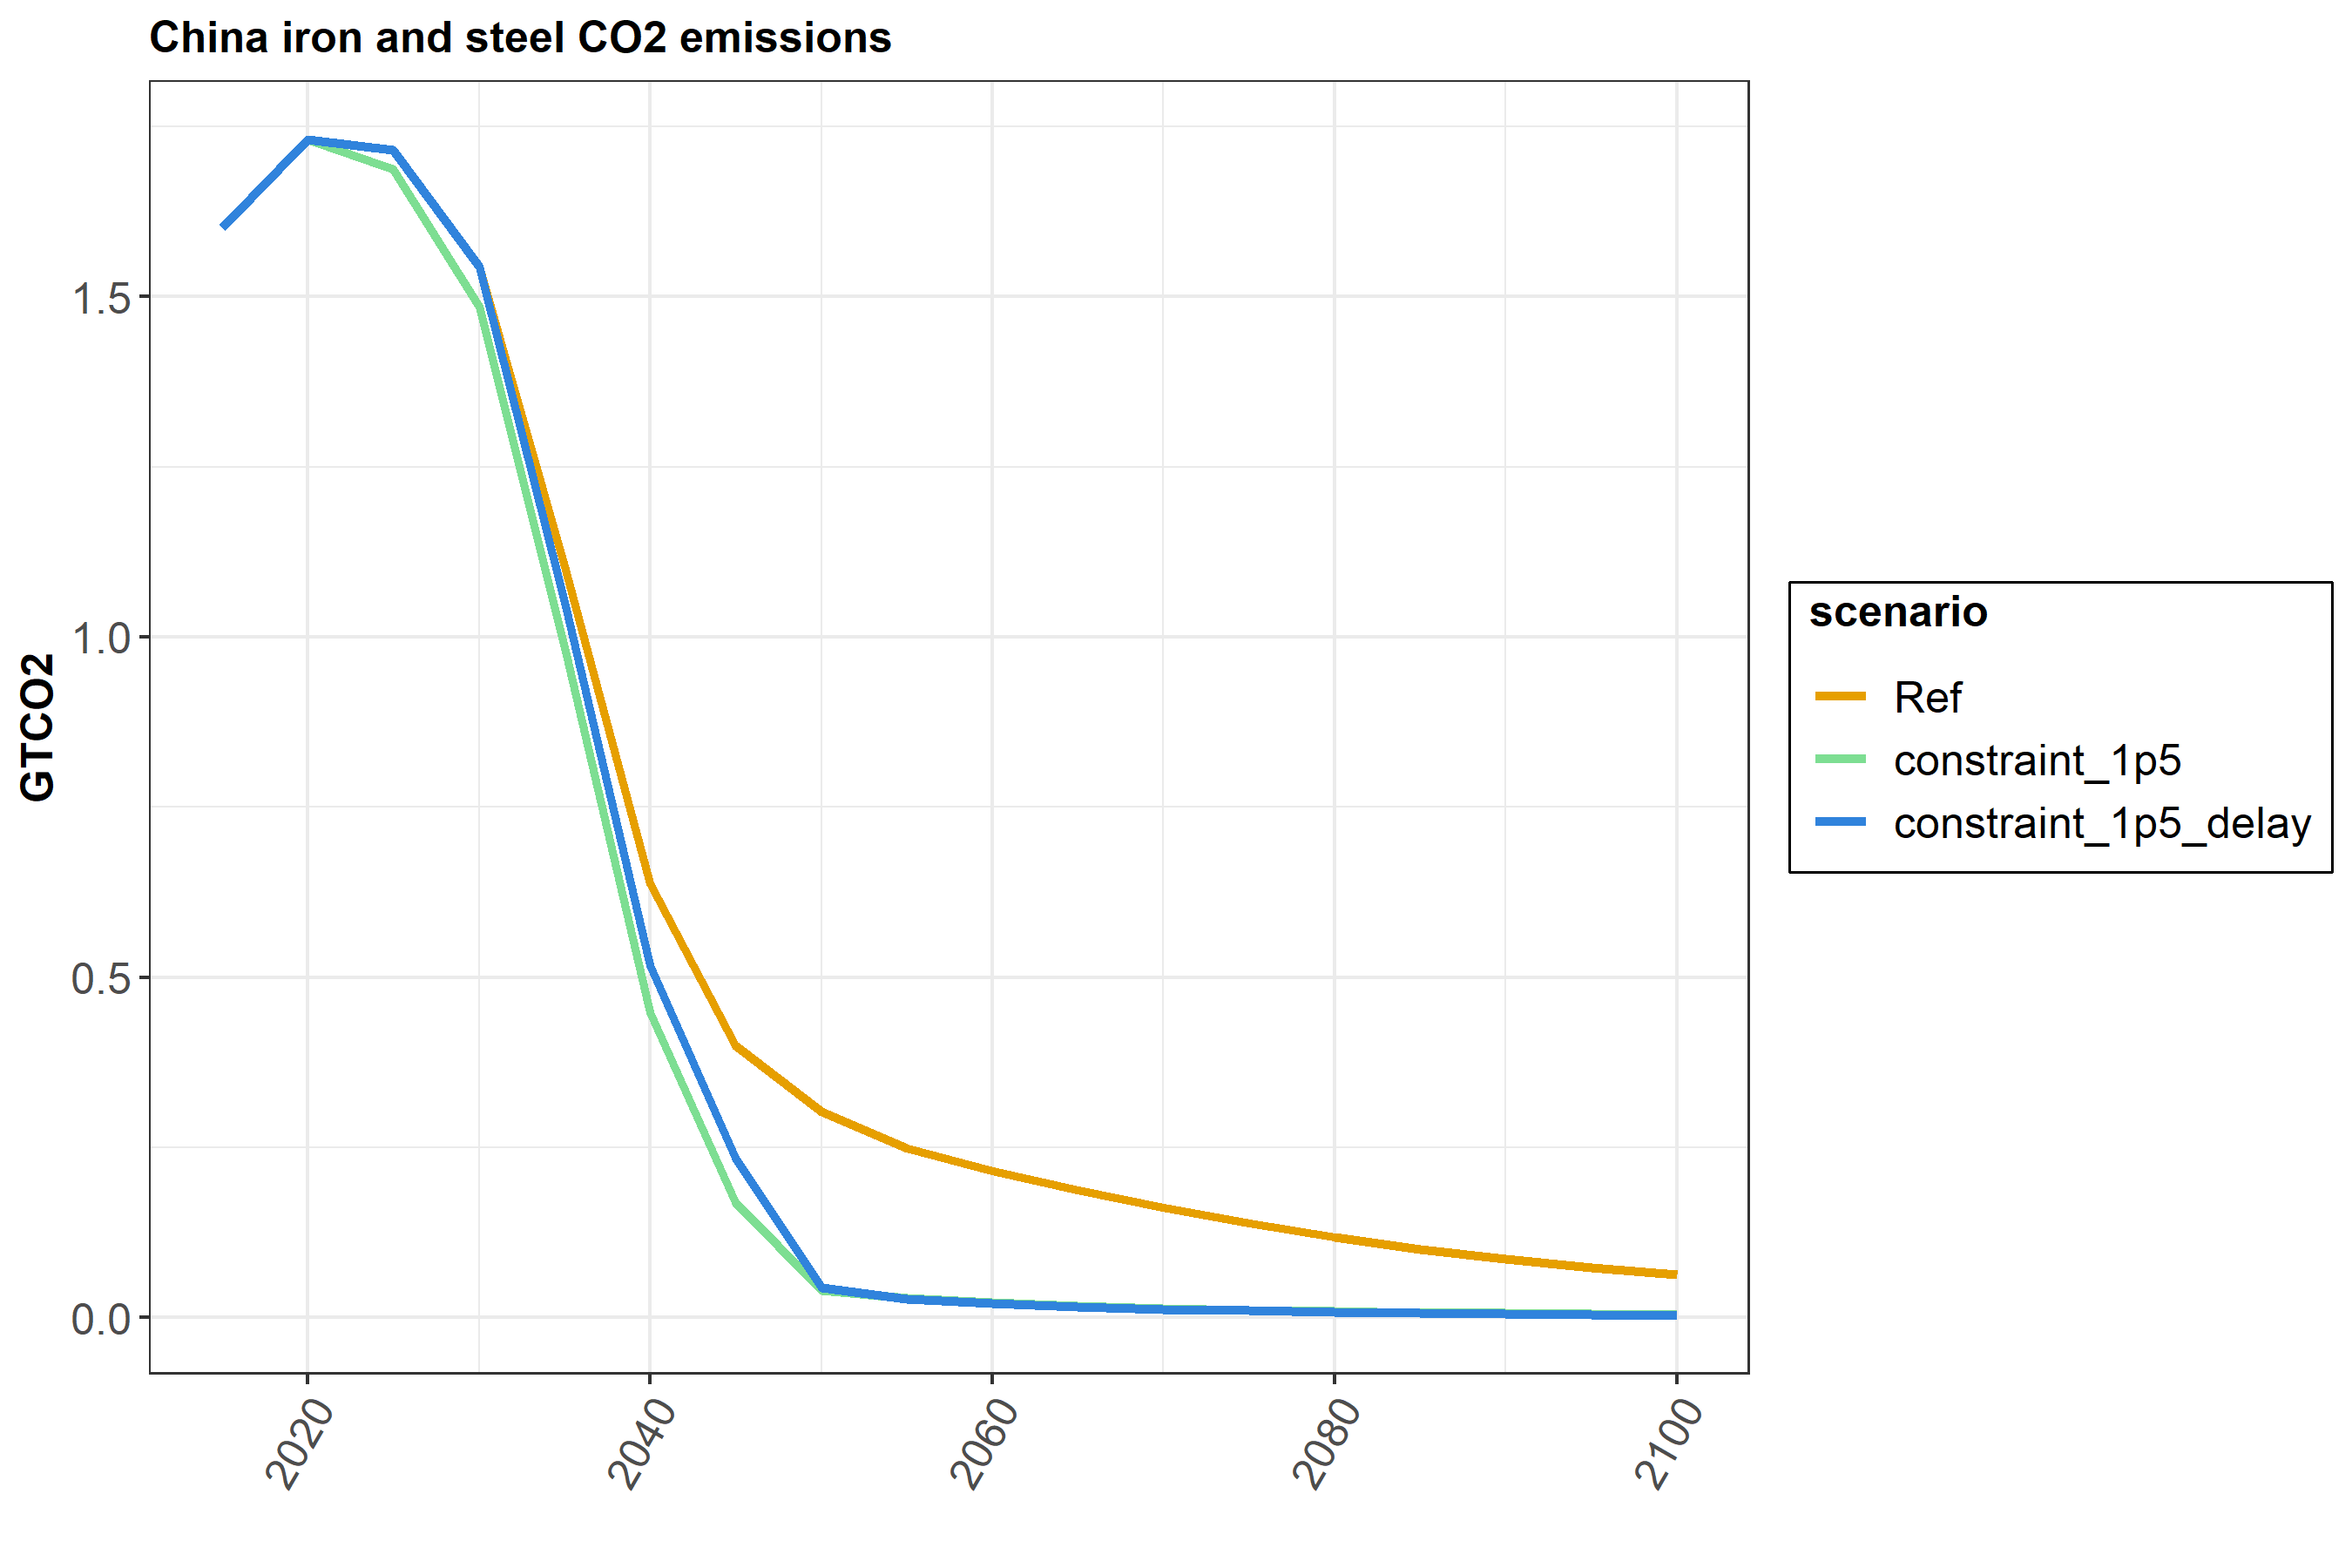 China iron and steel CO2 emissions
GTCO2
1.5
1.0
0.5
0.0
2020
2040
2060
2080
2100
scenario
Ref
constraint_1p5
constraint_1p5_delay